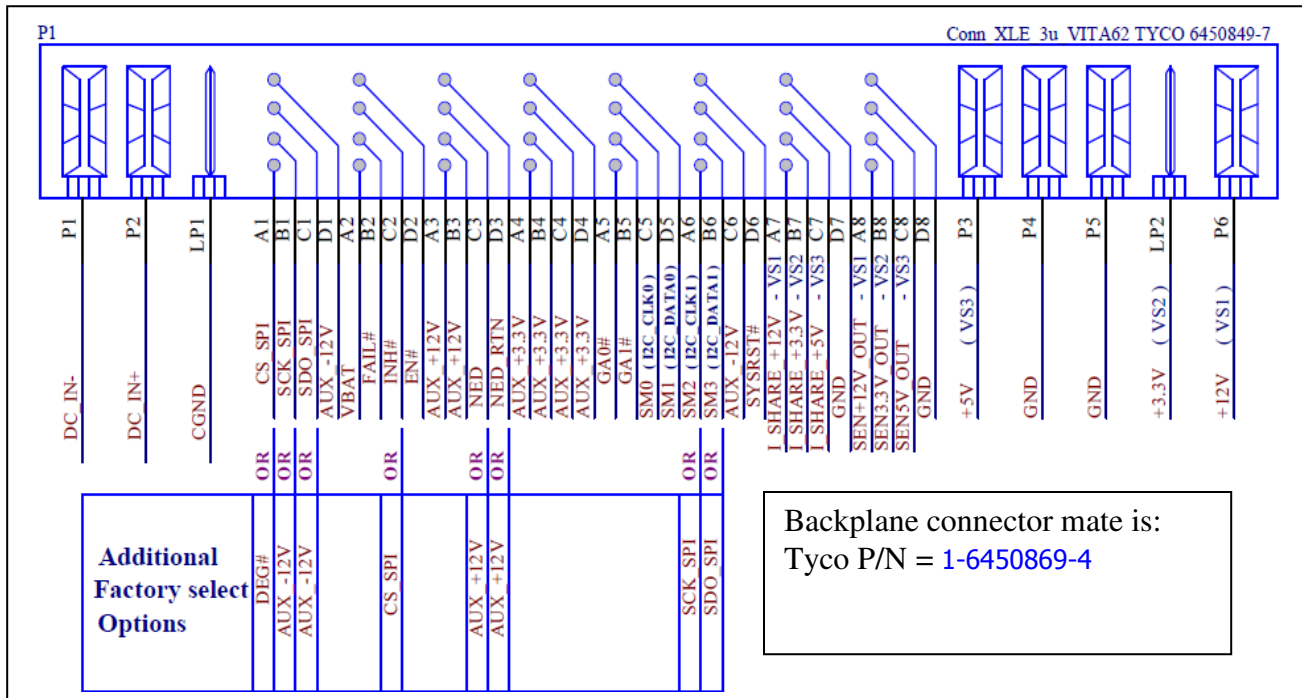 P1
Conn XLE 3u VITA62 TYCO 6450849-7
P1
P2
LP1
A1
B1
C1
D1
A2
B2
C2
D2
A3
B3
C3
D3
A4
B4
C4
D4
A5
B5
C5
D5
A6
B6
C6
D6
A7
B7
C7
D7
A8
B8
C8
D8
P3
P4
P5
LP2
P6
DC_IN-
DC_IN+
CGND
CS_SPI
SCK_SPI
SDO_SPI
AUX_-12V
VBAT
FAIL#
INH#
EN#
AUX_+12V
AUX_+12V
NED
NED_RTN
AUX_+3.3V
AUX_+3.3V
AUX_+3.3V
AUX_+3.3V
GA0#
GA1#
SM0 ( I2C_CLK0)
SM1 ( I2C_DATA0)
SM2 ( I2C_CLK1)
SM3 ( I2C_DATA1)
AUX_-12V
SYSRST#
I_SHARE_+12V - VS1
I_SHARE_+3.3V - VS2
I_SHARE_+5V - VS3
GND
SEN+12V_OUT - VS1
SEN3.3V_OUT - VS2
SEN5V_OUT - VS3
GND
+5V ( VS3 )
GND
GND
+3.3V ( VS2 )
+12V ( VS1 )
OR
OR
OR
OR
OR
OR
OR
OR
Additional
Factory select
Options
DEG#
AUX_-12V
AUX_-12V
CS_SPI
AUX_+12V
AUX_+12V
SCK_SPI
SDO_SPI
Backplane connector mate is:
Tyco P/N = 1-6450869-4